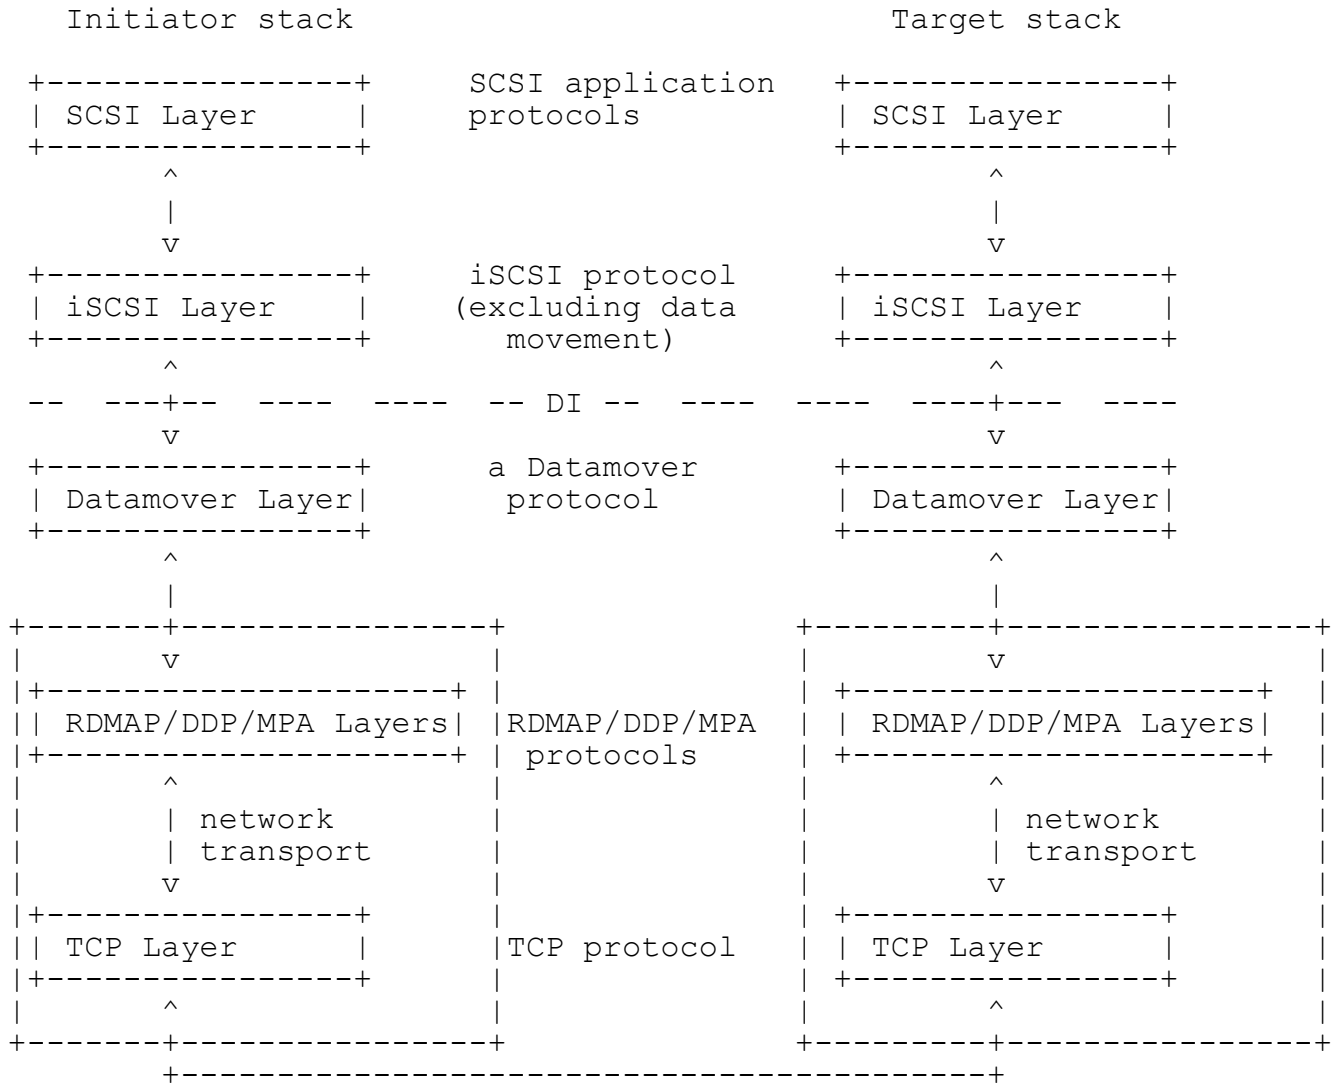 Initiator stack Target stack
SCSI application
SCSI Layer protocols SCSI Layer
iSCSI protocol
iSCSI Layer (excluding data iSCSI Layer
movement)
DI
a Datamover
Datamover Layer protocol Datamover Layer
RDMAP/DDP/MPA Layers RDMAP/DDP/MPA RDMAP/DDP/MPA Layers
protocols
network network
transport transport
TCP Layer TCP protocol TCP Layer